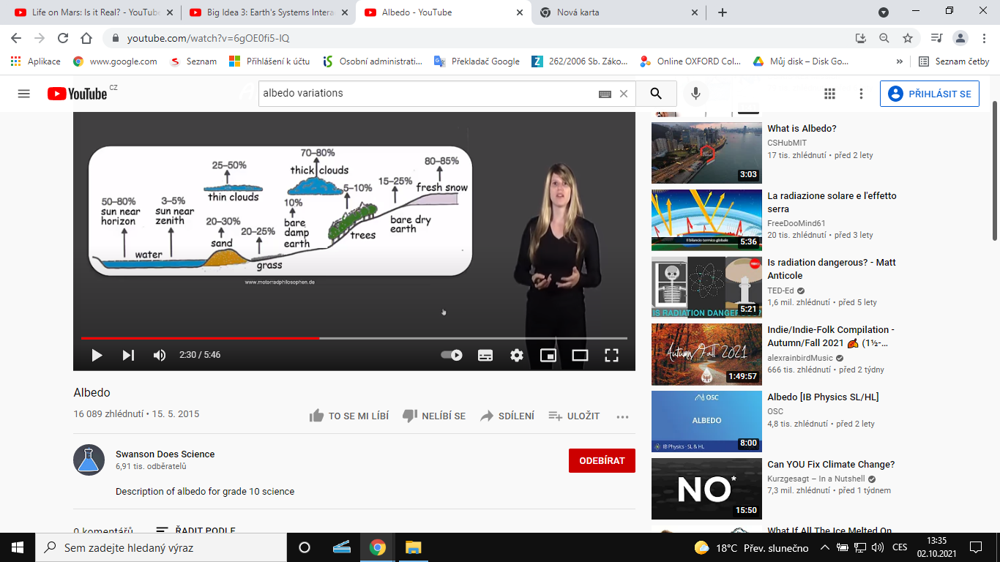 Life on Mars: Is it Real? - YouTube
Big Idea 3: Earth's Systems Intera
Albedo - YouTube
Nová karta
youtube.com/watch?v=6gOE0fi5-IQ
Aplikace
www.google.com
Seznam
Přihlášení k účtu
Osobní administrati...
Překladač Google
262/2006 Sb. Záko...
Online OXFORD Col...
Můj disk – Disk Go...
»
Seznam četby
YouTube CZ
albedo variations
PŘIHLÁSIT SE
70–80%
25–50%
80–85%
thick clouds
15–25%
fresh snow
5–10%
thin clouds
50–80%
sun near
horizon
3–5%
sun near
zenith
10%
bare
damp
earth
20–30%
sand
20–25%
trees
bare dry
earth
water
grass
www.motorradphilosophen.de
2:30 / 5:46
Albedo
16 089 zhlédnutí • 15. 5. 2015
TO SE MI LÍBÍ
NELÍBÍ SE
SDÍLENÍ
ULOŽIT
Swanson Does Science
6,91 tis. odběratelů
ODEBÍRAT
Description of albedo for grade 10 science
0 komentářů
ŘADIT PODLE
What is Albedo?
CSHubMIT
17 tis. zhlédnutí • před 2 lety
3:03
La radiazione solare e l'effetto
serra
FreeDooMind61
20 tis. zhlédnutí • před 3 lety
Il bilancio termico globale
5:36
Is radiation dangerous? - Matt
Anticole
TED-Ed
1,6 mil. zhlédnutí • před 5 lety
IS RADIATION DANGEROUS?
5:21
Indie/Indie-Folk Compilation -
Autumn/Fall 2021 🍂 (1½-...
alexrainbirdMusic
666 tis. zhlédnutí • před 2 týdny
Autumn/Fall 2021
1:49:57
Albedo [IB Physics SL/HL]
OSC
4,8 tis. zhlédnutí • před 2 lety
OSC
ALBEDO
IB Physics - SL & HL
8:00
Can YOU Fix Climate Change?
Kurzgesagt – In a Nutshell
7,3 mil. zhlédnutí • před 1 týdnem
NO*
15:50
What If All The Ice Melted On
Sem zadejte hledaný výraz
18°C Přev. slunečno
CES
13:35
02.10.2021